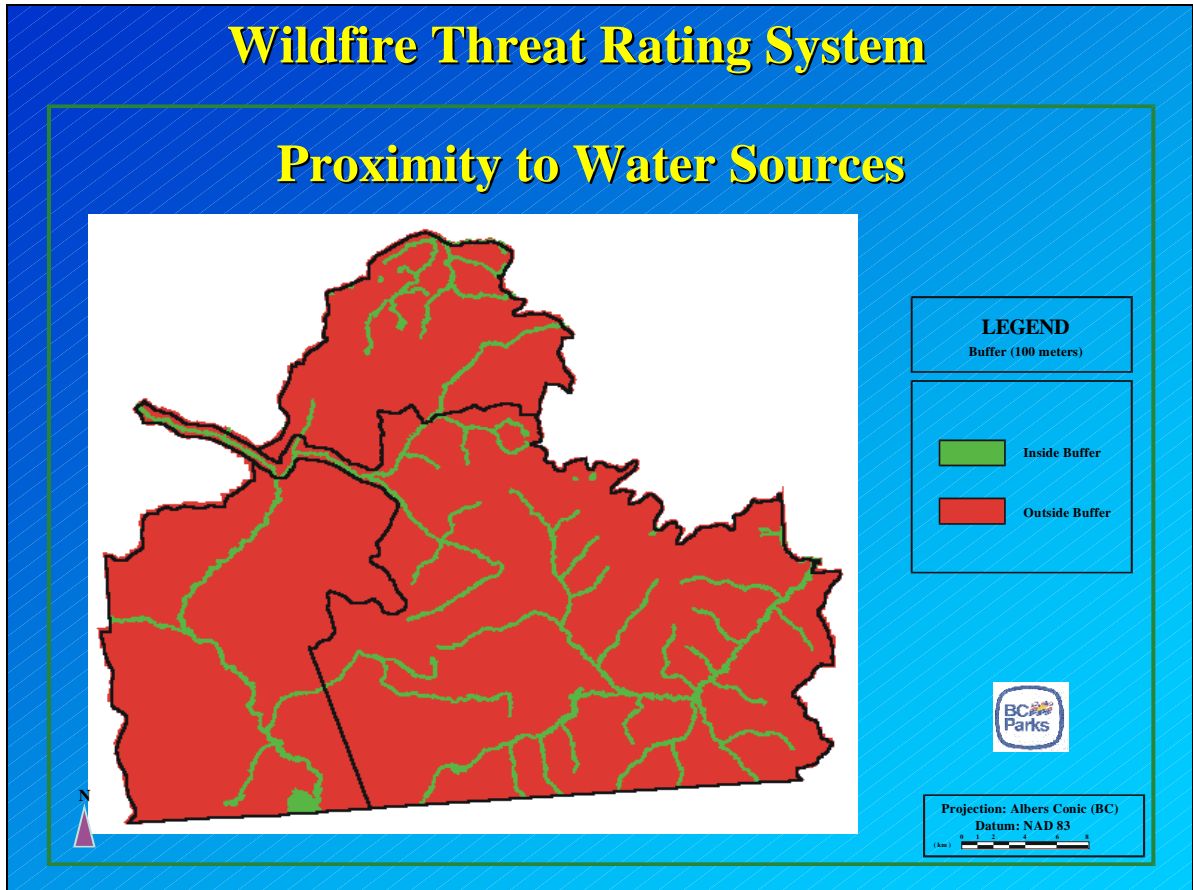 Wildfire Threat Rating System
Proximity to Water Sources
LEGEND
Buffer (100 meters)
Inside Buffer
Outside Buffer
BC
Parks
N
Projection: Albers Conic (BC)
Datum: NAD 83
0 1 2 4 6 8
(km)